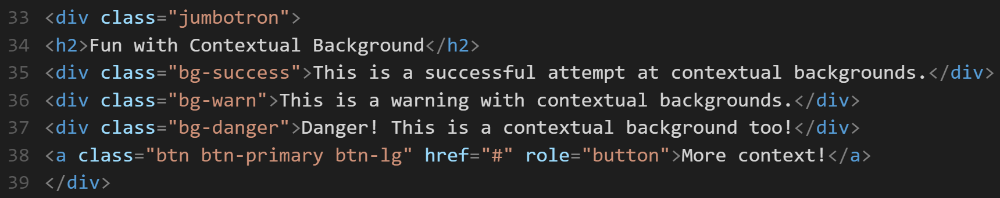 33 <div class="jumbotron">
34 <h2>Fun with Contextual Background</h2>
35 <div class="bg-success">This is a successful attempt at contextual backgrounds.</div>
36 <div class="bg-warn">This is a warning with contextual backgrounds.</div>
37 <div class="bg-danger">Danger! This is a contextual background too!</div>
38 <a class="btn btn-primary btn-lg" href="#" role="button">More context!</a>
39 </div>